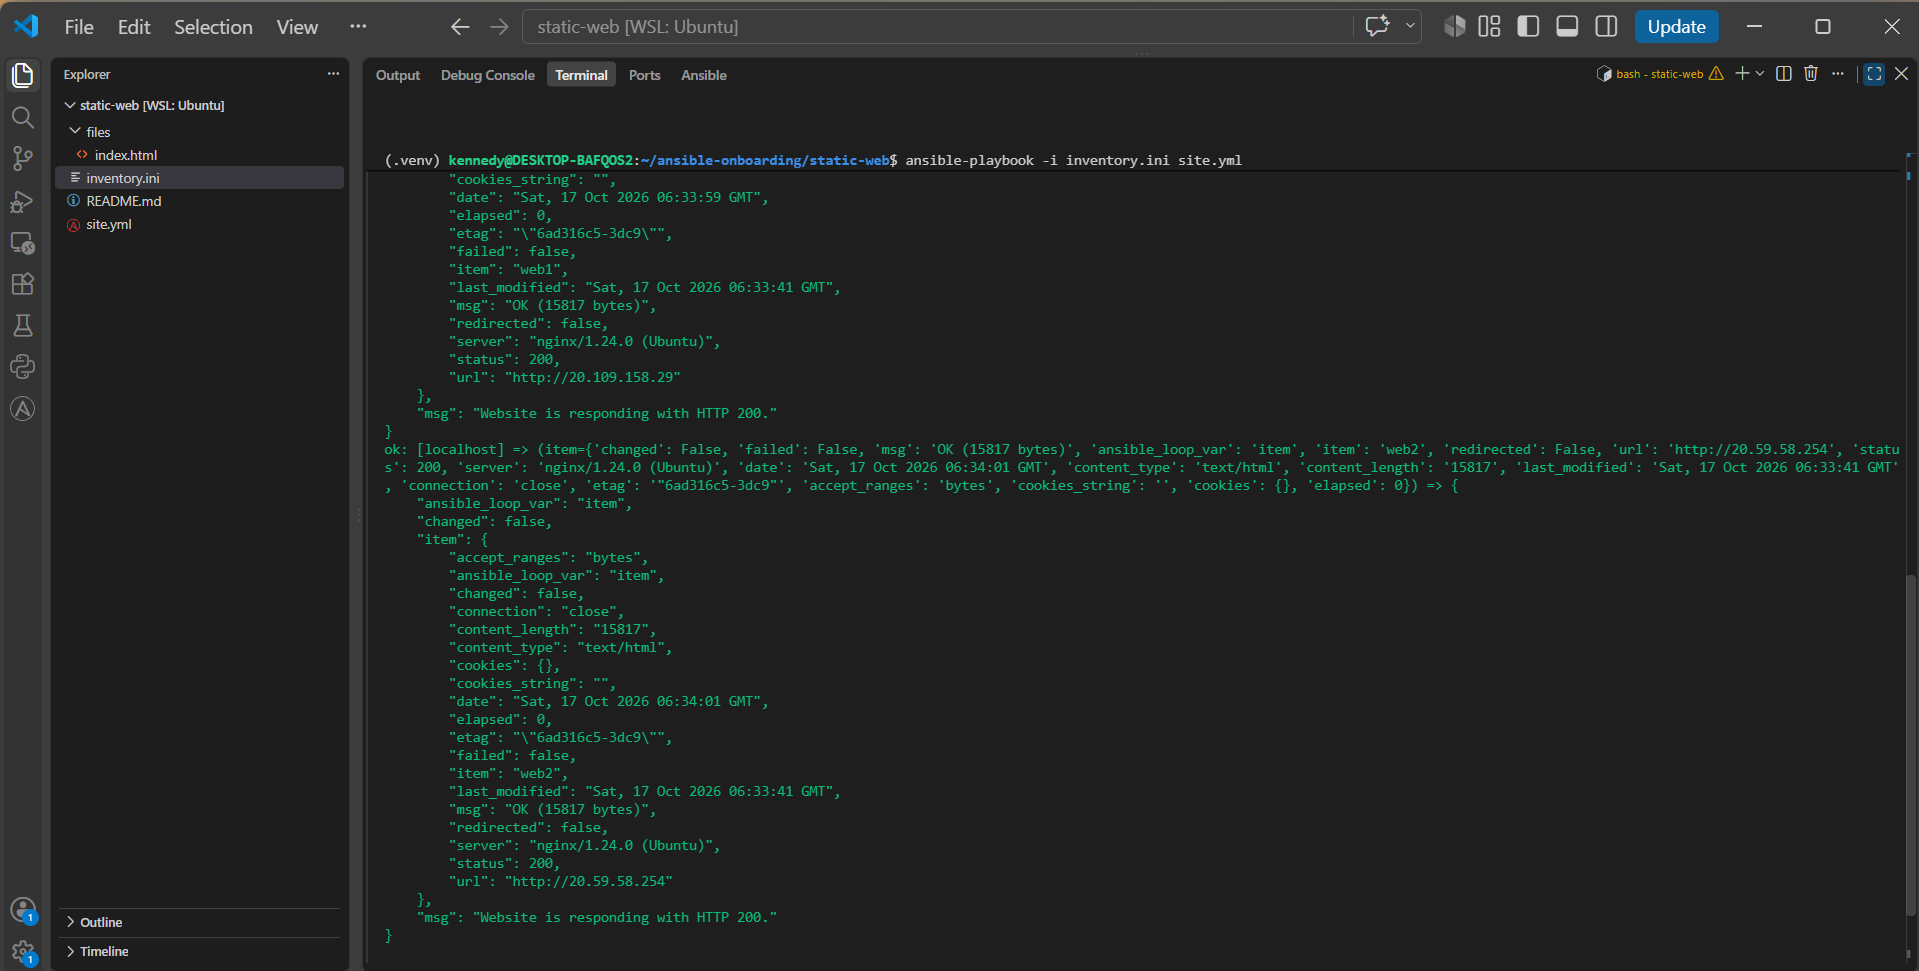 File Edit Selection View ···
static-web [WSL: Ubuntu]
Update
Explorer ···
static-web [WSL: Ubuntu]
files
<> index.html
inventory.ini
README.md
site.yml
Outline
Timeline
1
1
Output Debug Console Terminal Ports Ansible
bash - static-web
(.venv) kennedy@DESKTOP-BAFQOS2:~/ansible-onboarding/static-web$ ansible-playbook -i inventory.ini site.yml
"cookies_string": "",
"date": "Sat, 17 Oct 2026 06:33:59 GMT",
"elapsed": 0,
"etag": "\"6ad316c5-3dc9\"",
"failed": false,
"item": "web1",
"last_modified": "Sat, 17 Oct 2026 06:33:41 GMT",
"msg": "OK (15817 bytes)",
"redirected": false,
"server": "nginx/1.24.0 (Ubuntu)",
"status": 200,
"url": "http://20.109.158.29"
},
"msg": "Website is responding with HTTP 200."
}
ok: [localhost] => (item={'changed': False, 'failed': False, 'msg': 'OK (15817 bytes)', 'ansible_loop_var': 'item', 'item': 'web2', 'redirected': False, 'url': 'http://20.59.58.254', 'statu
s': 200, 'server': 'nginx/1.24.0 (Ubuntu)', 'date': 'Sat, 17 Oct 2026 06:34:01 GMT', 'content_type': 'text/html', 'content_length': '15817', 'last_modified': 'Sat, 17 Oct 2026 06:33:41 GMT'
, 'connection': 'close', 'etag': '"6ad316c5-3dc9"', 'accept_ranges': 'bytes', 'cookies_string': '', 'cookies': {}, 'elapsed': 0}) => {
"ansible_loop_var": "item",
"changed": false,
"item": {
"accept_ranges": "bytes",
"ansible_loop_var": "item",
"changed": false,
"connection": "close",
"content_length": "15817",
"content_type": "text/html",
"cookies": {},
"cookies_string": "",
"date": "Sat, 17 Oct 2026 06:34:01 GMT",
"elapsed": 0,
"etag": "\"6ad316c5-3dc9\"",
"failed": false,
"item": "web2",
"last_modified": "Sat, 17 Oct 2026 06:33:41 GMT",
"msg": "OK (15817 bytes)",
"redirected": false,
"server": "nginx/1.24.0 (Ubuntu)",
"status": 200,
"url": "http://20.59.58.254"
},
"msg": "Website is responding with HTTP 200."
}